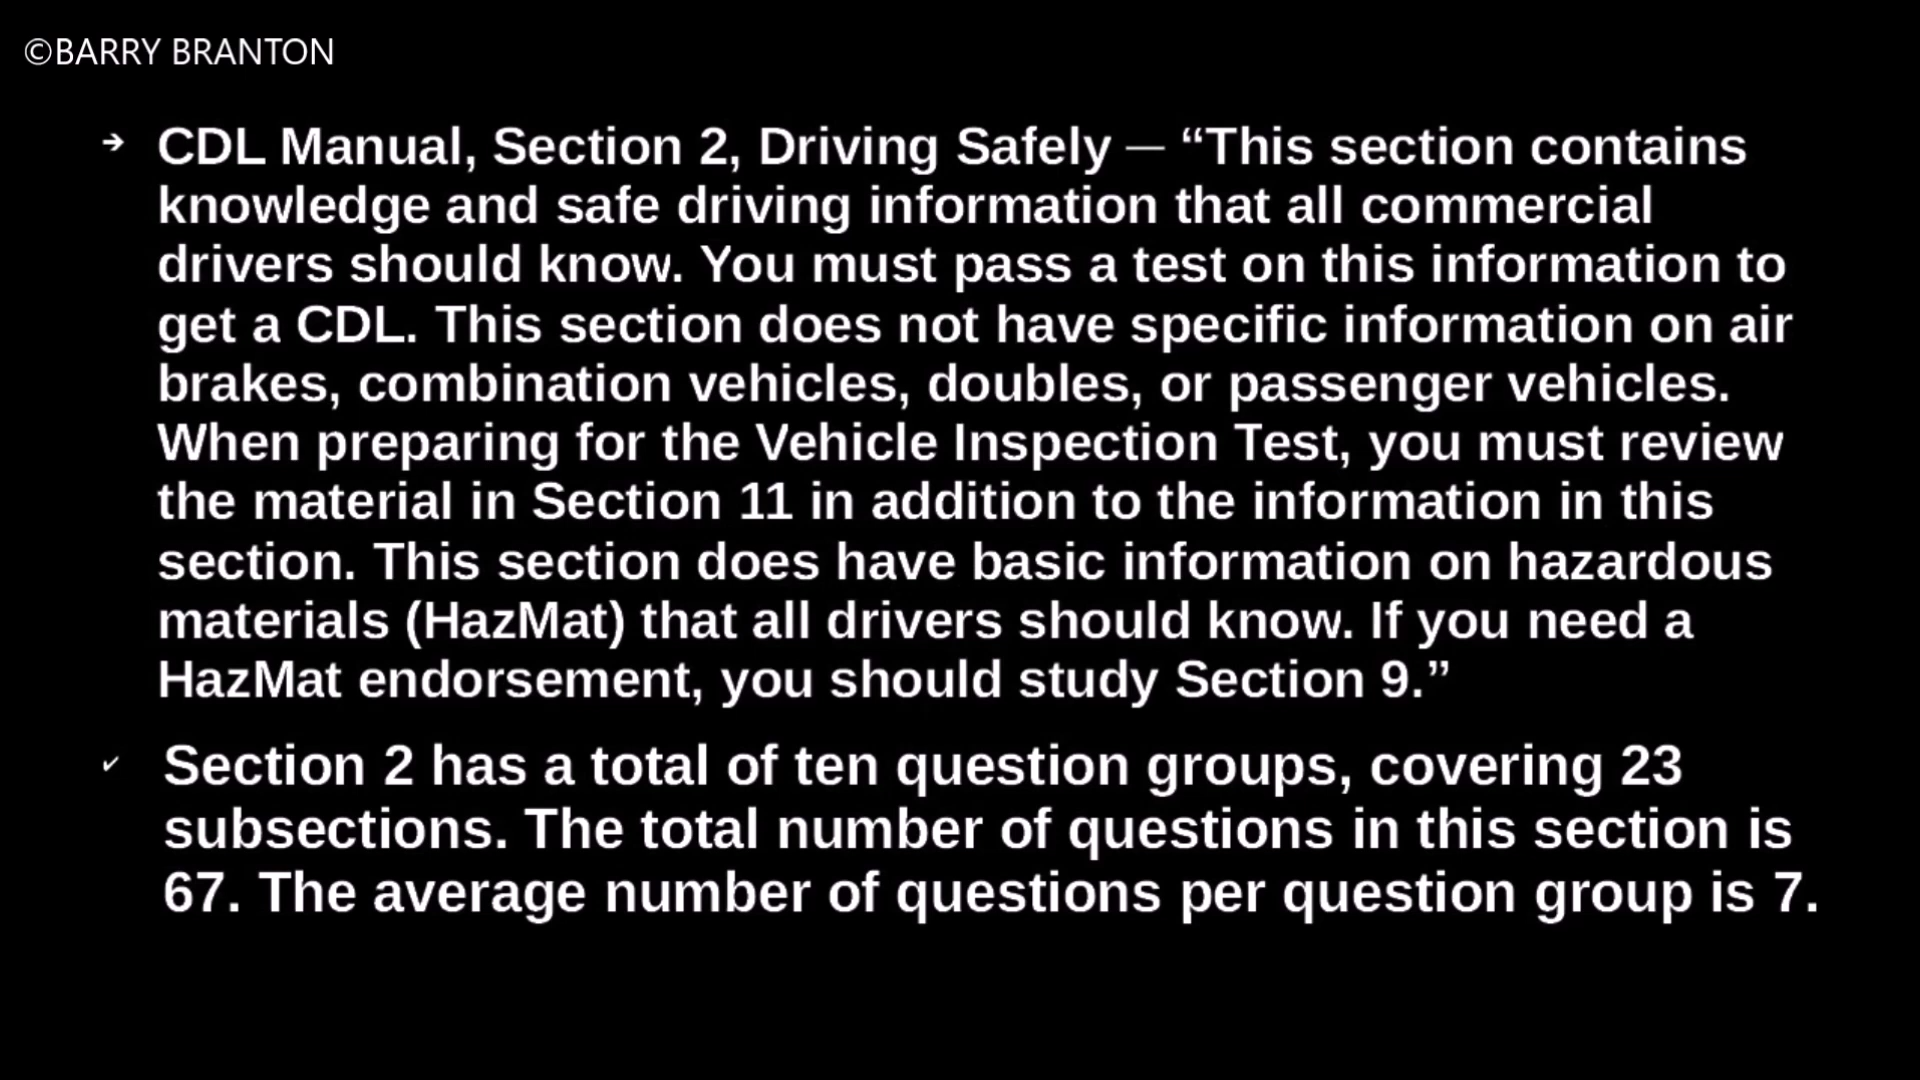 ©BARRY BRANTON
➔ CDL Manual, Section 2, Driving Safely — “This section contains
knowledge and safe driving information that all commercial
drivers should know. You must pass a test on this information to
get a CDL. This section does not have specific information on air
brakes, combination vehicles, doubles, or passenger vehicles.
When preparing for the Vehicle Inspection Test, you must review
the material in Section 11 in addition to the information in this
section. This section does have basic information on hazardous
materials (HazMat) that all drivers should know. If you need a
HazMat endorsement, you should study Section 9.”
✔ Section 2 has a total of ten question groups, covering 23
subsections. The total number of questions in this section is
67. The average number of questions per question group is 7.